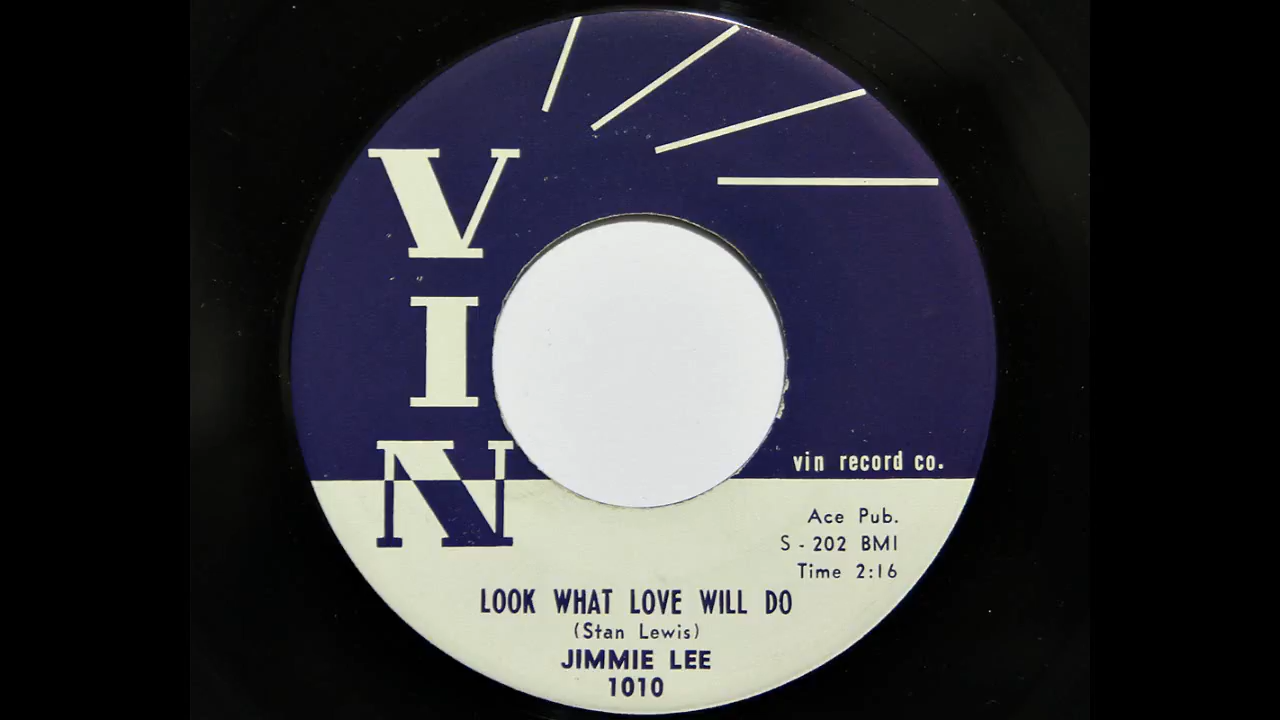 VIN
vin record co.
Ace Pub.
S - 202 BMI
Time 2:16
LOOK WHAT LOVE WILL DO
(Stan Lewis)
JIMMIE LEE
1010